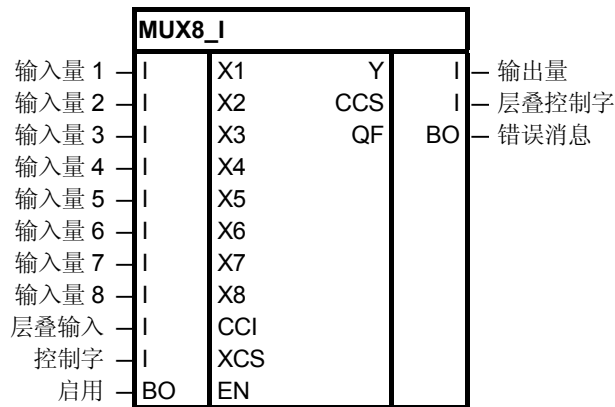 MUX8_I
输入量 1 I X1 Y I 输出量
输入量 2 I X2 CCS I 层叠控制字
输入量 3 I X3 QF BO 错误消息
输入量 4 I X4
输入量 5 I X5
输入量 6 I X6
输入量 7 I X7
输入量 8 I X8
层叠输入 I CCI
控制字 I XCS
启用 BO EN